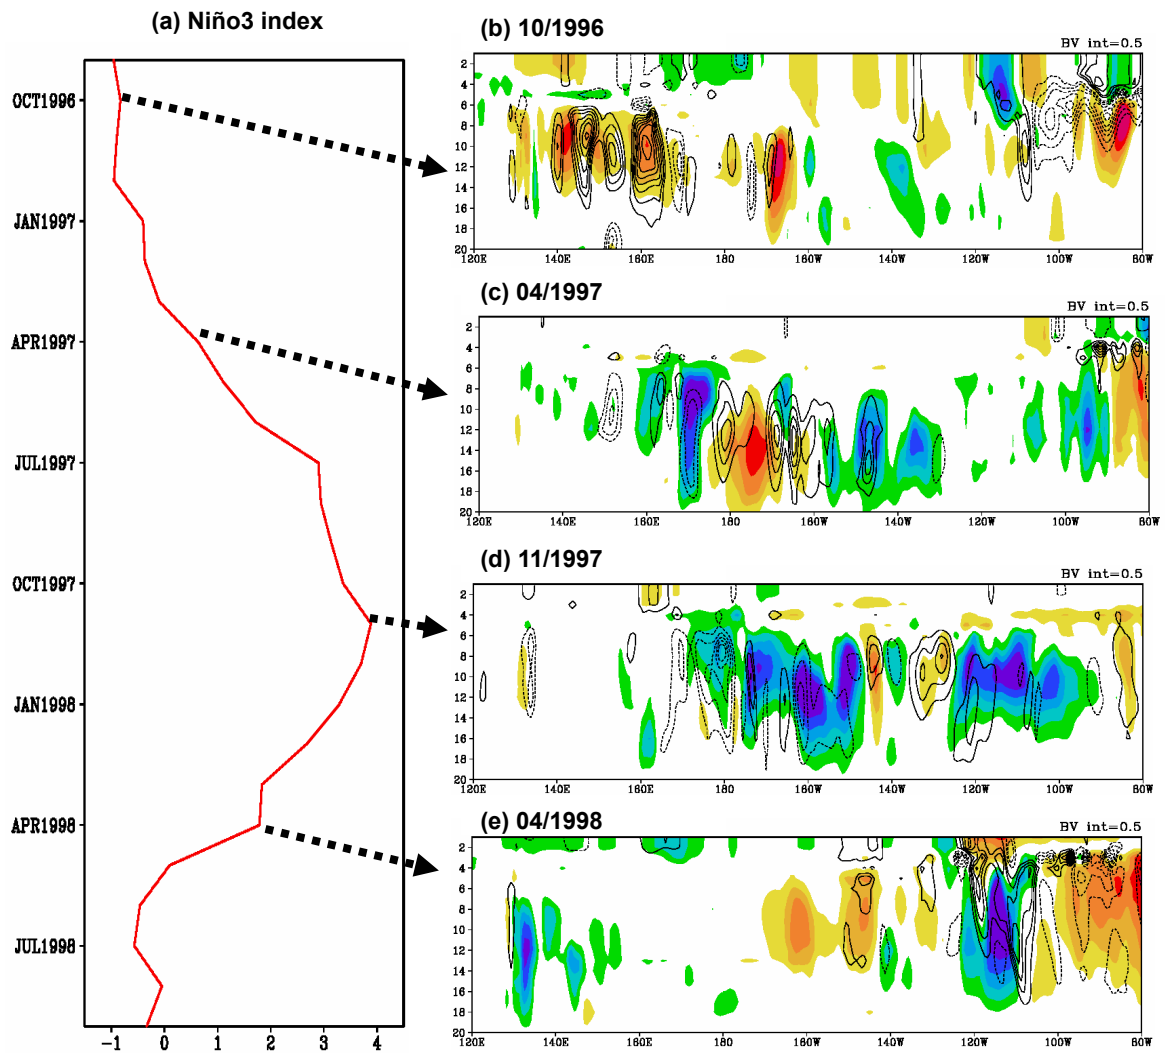 (a) Niño3 index
OCT1996
JAN1997
APR1997
JUL1997
OCT1997
JAN1998
APR1998
JUL1998
-1 0 1 2 3 4
(b) 10/1996
BV int=0.5
2
4
6
8
10
12
14
16
18
20
120E 140E 160E 180 160W 140W 120W 100W 80W
(c) 04/1997
BV int=0.5
2
4
6
8
10
12
14
16
18
20
120E 140E 160E 180 160W 140W 120W 100W 80W
(d) 11/1997
BV int=0.5
2
4
6
8
10
12
14
16
18
20
120E 140E 160E 180 160W 140W 120W 100W 80W
(e) 04/1998
BV int=0.5
2
4
6
8
10
12
14
16
18
20
120E 140E 160E 180 160W 140W 120W 100W 80W